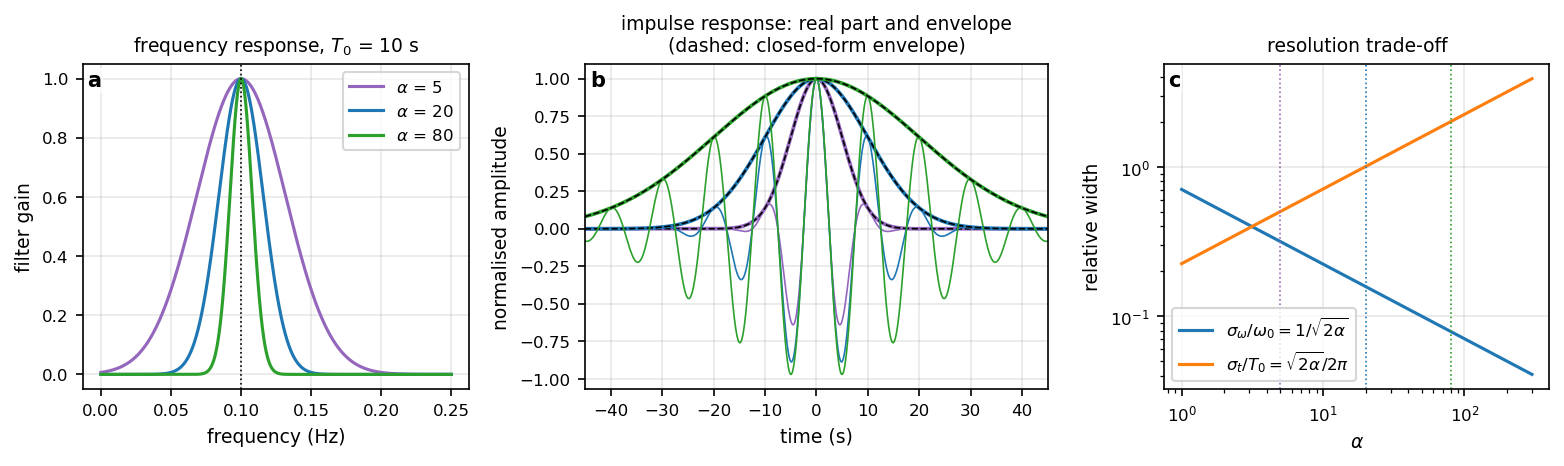 frequency response, T₀ = 10 s
a
α = 5
α = 20
α = 80
filter gain
1.0
0.8
0.6
0.4
0.2
0.0
0.00 0.05 0.10 0.15 0.20 0.25
frequency (Hz)
impulse response: real part and envelope
(dashed: closed-form envelope)
b
normalised amplitude
1.00
0.75
0.50
0.25
0.00
−0.25
−0.50
−0.75
−1.00
−40 −30 −20 −10 0 10 20 30 40
time (s)
resolution trade-off
c
relative width
10⁰
10⁻¹
σω/ω₀ = 1/√2α
σt/T₀ = √2α/2π
10⁰ 10¹ 10²
α